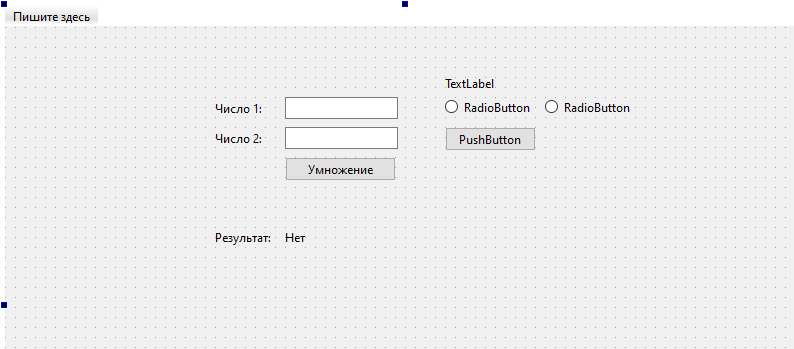 Пишите здесь
TextLabel
Число 1:
RadioButton RadioButton
Число 2:
PushButton
Умножение
Результат: Нет